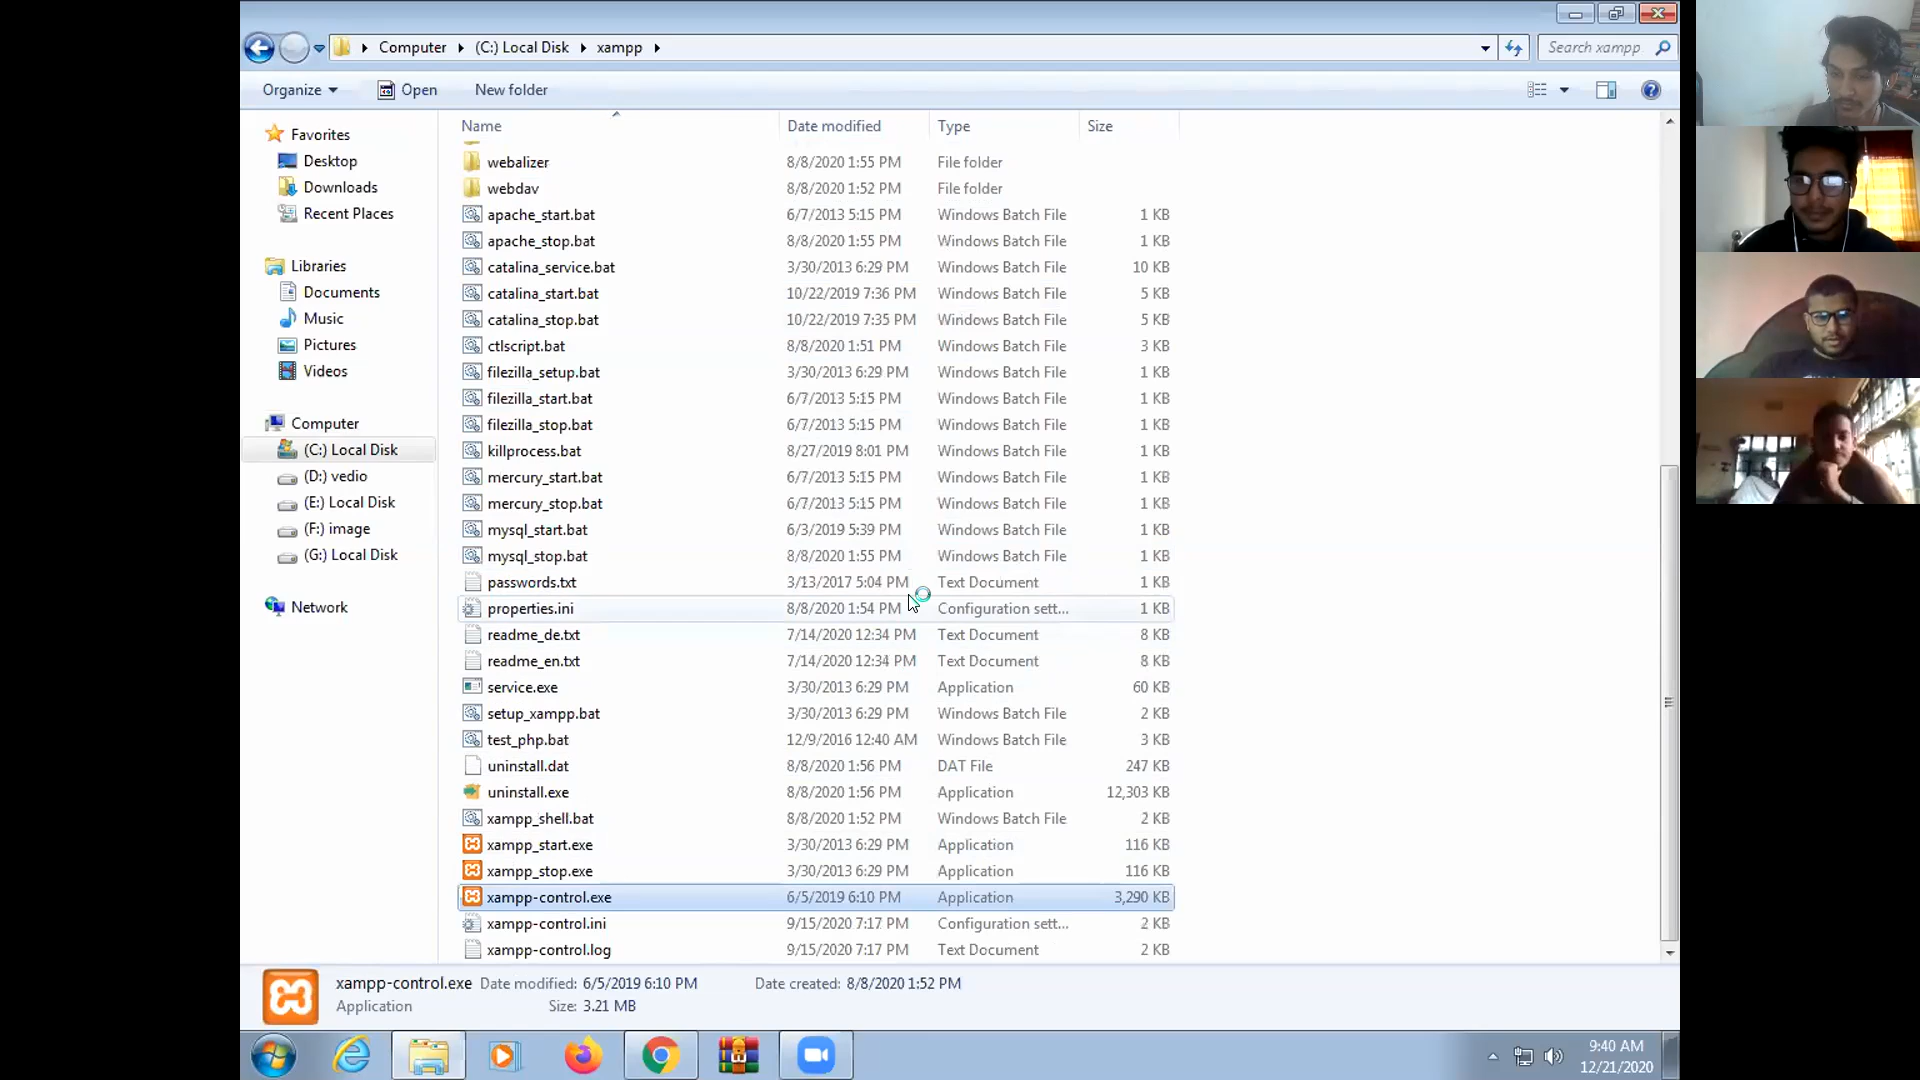 Computer (C:) Local Disk xampp
Search xampp
Organize Open New folder
Name Date modified Type Size
Favorites
Desktop
Downloads
Recent Places
Libraries
Documents
Music
Pictures
Videos
Computer
(C:) Local Disk
(D:) vedio
(E:) Local Disk
(F:) image
(G:) Local Disk
Network
webalizer 8/8/2020 1:55 PM File folder
webdav 8/8/2020 1:52 PM File folder
apache_start.bat 6/7/2013 5:15 PM Windows Batch File 1 KB
apache_stop.bat 8/8/2020 1:55 PM Windows Batch File 1 KB
catalina_service.bat 3/30/2013 6:29 PM Windows Batch File 10 KB
catalina_start.bat 10/22/2019 7:36 PM Windows Batch File 5 KB
catalina_stop.bat 10/22/2019 7:35 PM Windows Batch File 5 KB
ctlscript.bat 8/8/2020 1:51 PM Windows Batch File 3 KB
filezilla_setup.bat 3/30/2013 6:29 PM Windows Batch File 1 KB
filezilla_start.bat 6/7/2013 5:15 PM Windows Batch File 1 KB
filezilla_stop.bat 6/7/2013 5:15 PM Windows Batch File 1 KB
killprocess.bat 8/27/2019 8:01 PM Windows Batch File 1 KB
mercury_start.bat 6/7/2013 5:15 PM Windows Batch File 1 KB
mercury_stop.bat 6/7/2013 5:15 PM Windows Batch File 1 KB
mysql_start.bat 6/3/2019 5:39 PM Windows Batch File 1 KB
mysql_stop.bat 8/8/2020 1:55 PM Windows Batch File 1 KB
passwords.txt 3/13/2017 5:04 PM Text Document 1 KB
properties.ini 8/8/2020 1:54 PM Configuration sett... 1 KB
readme_de.txt 7/14/2020 12:34 PM Text Document 8 KB
readme_en.txt 7/14/2020 12:34 PM Text Document 8 KB
service.exe 3/30/2013 6:29 PM Application 60 KB
setup_xampp.bat 3/30/2013 6:29 PM Windows Batch File 2 KB
test_php.bat 12/9/2016 12:40 AM Windows Batch File 3 KB
uninstall.dat 8/8/2020 1:56 PM DAT File 247 KB
uninstall.exe 8/8/2020 1:56 PM Application 12,303 KB
xampp_shell.bat 8/8/2020 1:52 PM Windows Batch File 2 KB
xampp_start.exe 3/30/2013 6:29 PM Application 116 KB
xampp_stop.exe 3/30/2013 6:29 PM Application 116 KB
xampp-control.exe 6/5/2019 6:10 PM Application 3,290 KB
xampp-control.ini 9/15/2020 7:17 PM Configuration sett... 2 KB
xampp-control.log 9/15/2020 7:17 PM Text Document 2 KB
xampp-control.exe Date modified: 6/5/2019 6:10 PM Date created: 8/8/2020 1:52 PM
Application Size: 3.21 MB
9:40 AM
12/21/2020